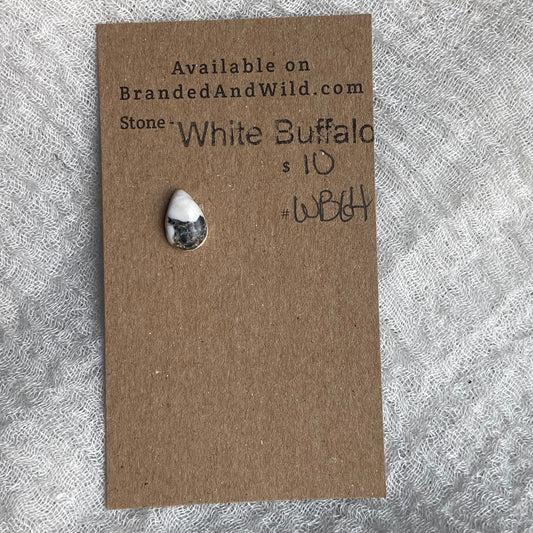 Available on
BrandedAndWild.com
Stone - White Buffalo
$ 10
# WB64